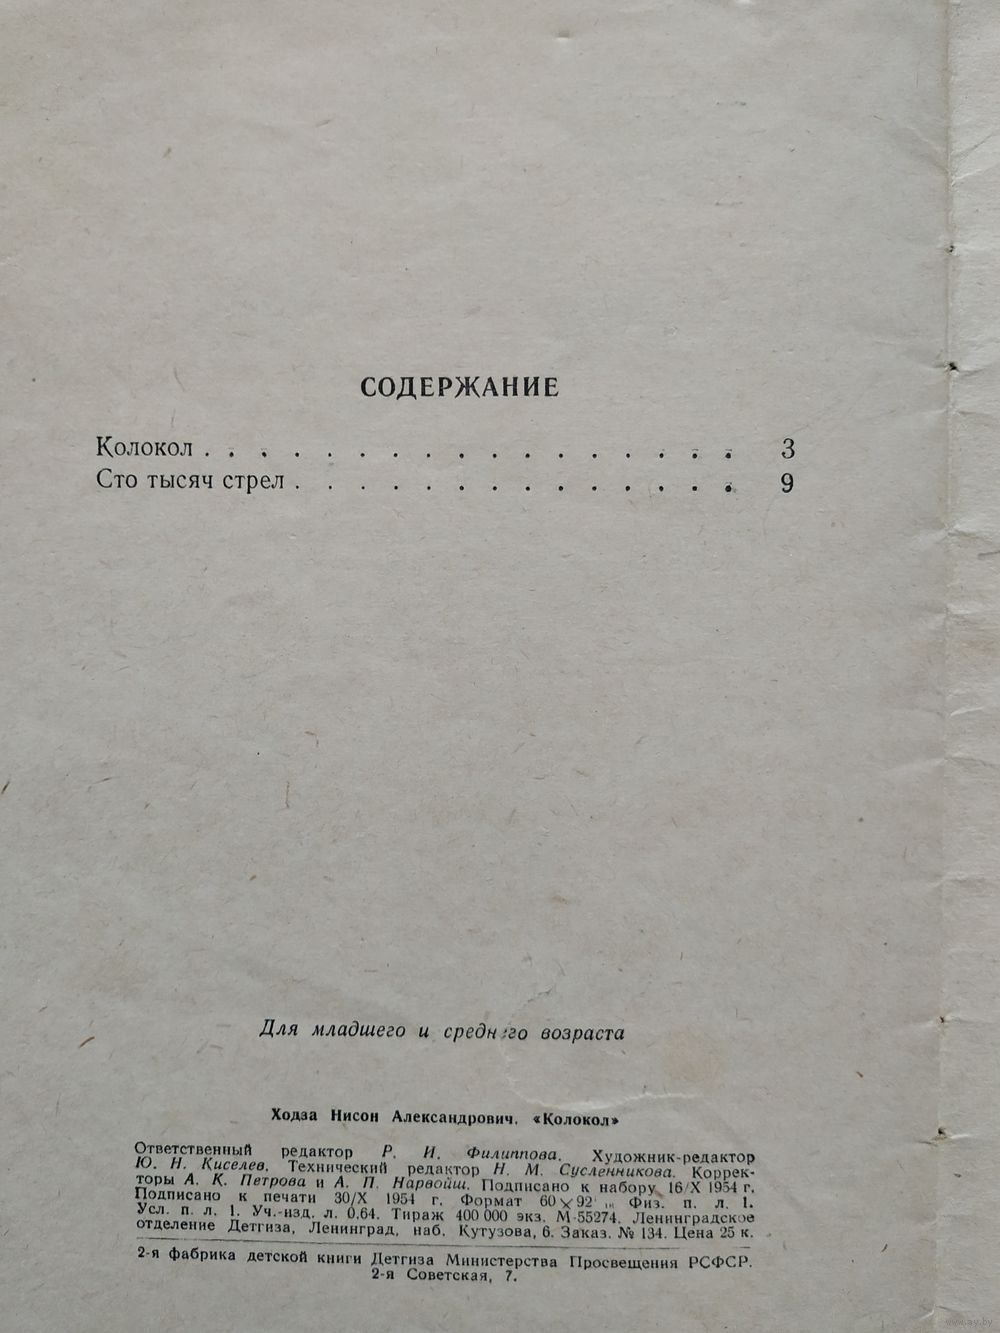 СОДЕРЖАНИЕ
Колокол . . . . . . . . . . . . . . . . . . 3
Сто тысяч стрел . . . . . . . . . . . . . . . 9
Для младшего и среднего возраста
Ходза Нисон Александрович. «Колокол»
Ответственный редактор Р. И. Филиппова. Художник-редактор
Ю. Н. Киселев. Технический редактор Н. М. Сусленникова. Коррек-
торы А. К. Петрова и А. П. Нарвойш. Подписано к набору 16/X 1954 г.
Подписано к печати 30/X 1954 г. Формат 60×92 Физ. п. л. 1.
Усл. п. л. 1. Уч.-изд. л. 0.64. Тираж 400 000 экз. М-55274. Ленинградское
отделение Детгиза, Ленинград, наб. Кутузова, 6. Заказ. № 134. Цена 25 к.
2-я фабрика детской книги Детгиза Министерства Просвещения РСФСР.
2-я Советская, 7.
www.ay.by